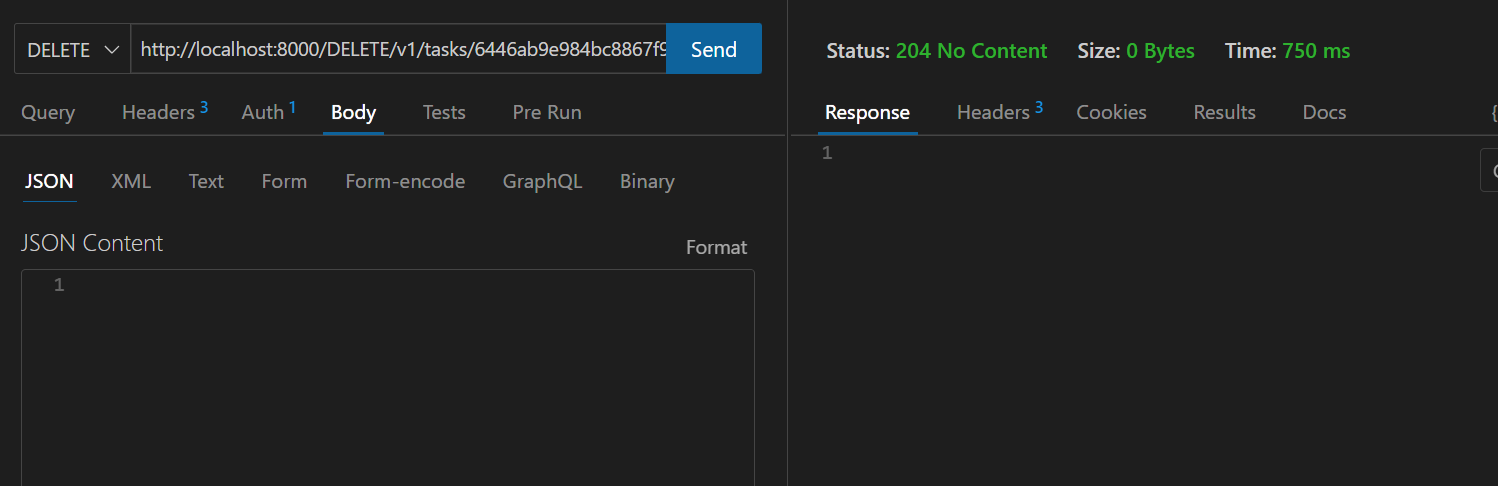 DELETE http://localhost:8000/DELETE/v1/tasks/6446ab9e984bc8867f9 Send
Query Headers 3 Auth 1 Body Tests Pre Run
JSON XML Text Form Form-encode GraphQL Binary
JSON Content Format
1
Status: 204 No Content Size: 0 Bytes Time: 750 ms
Response Headers 3 Cookies Results Docs {
1